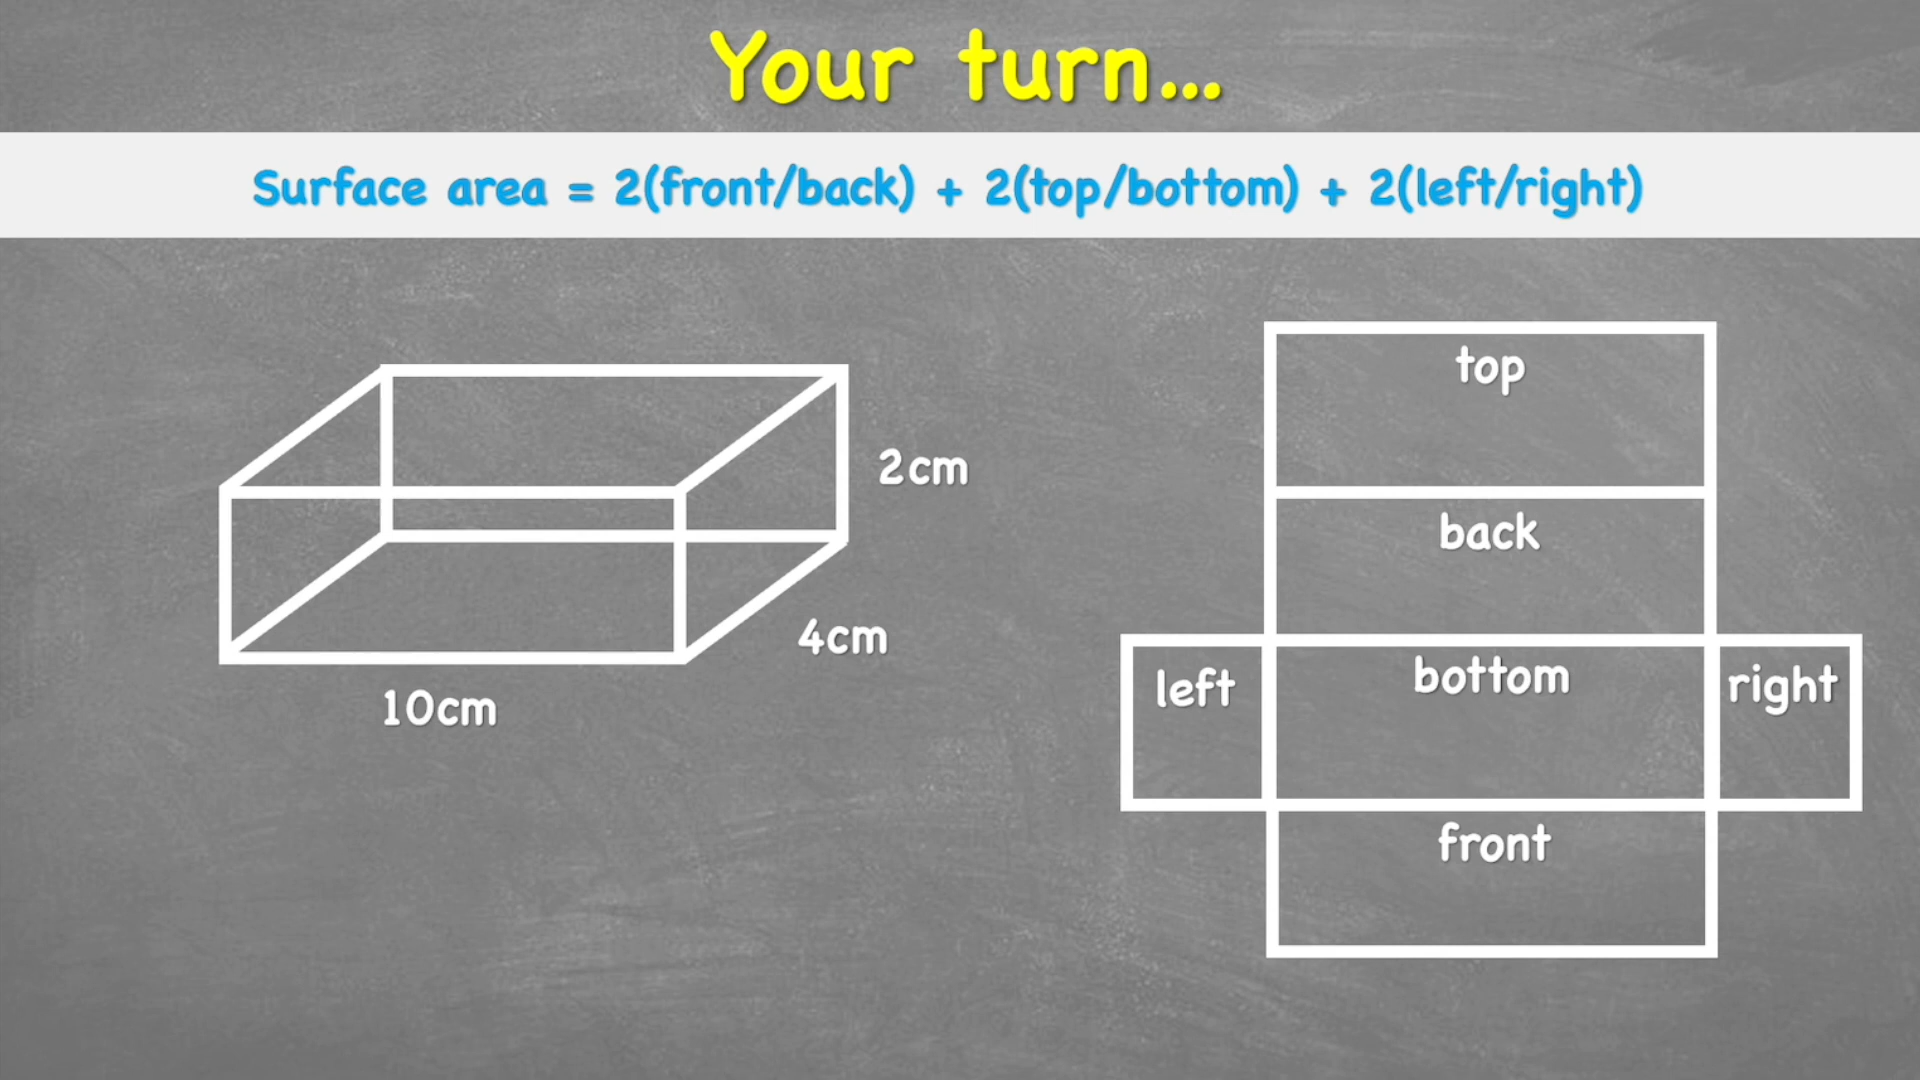 Your turn...
Surface area = 2(front/back) + 2(top/bottom) + 2(left/right)
2cm
4cm
10cm
top
back
left
bottom
right
front